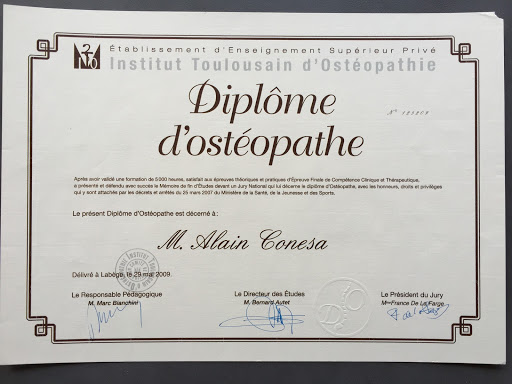 Établissement d'Enseignement Supérieur Privé
Institut Toulousain d'Ostéopathie
Diplôme
d'ostéopathe
N°
Après avoir validé une formation de 5000 heures, satisfait aux épreuves théoriques et pratiques d'Épreuve Finale de Compétence Clinique et Thérapeutique,
a présenté et défendu avec succès le Mémoire de fin d'Études devant un Jury National qui lui décerne le diplôme d'Ostéopathe, avec les honneurs, droits et privilèges
qui y sont attachés par les décrets et arrêtés du 25 mars 2007 du Ministère de la Santé, de la Jeunesse et des Sports.
Le présent Diplôme d'Ostéopathe est décerné à :
M. Alain Conesa
Délivré à Labège, le 29 mai 2009.
Le Responsable Pédagogique
M. Marc Bianchini
Le Directeur des Études
M. Bernard Autet
Le Président du Jury
France De La Farge